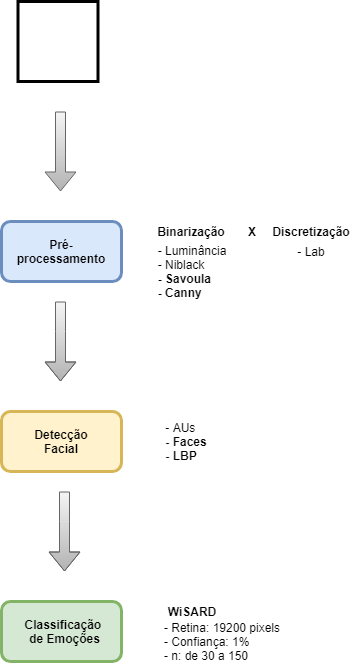 Pré-
processamento
Binarização X Discretização
- Luminância
- Niblack
- Savoula
- Canny
- Lab
Detecção
Facial
- AUs
- Faces
- LBP
Classificação
de Emoções
WiSARD
- Retina: 19200 pixels
- Confiança: 1%
- n: de 30 a 150